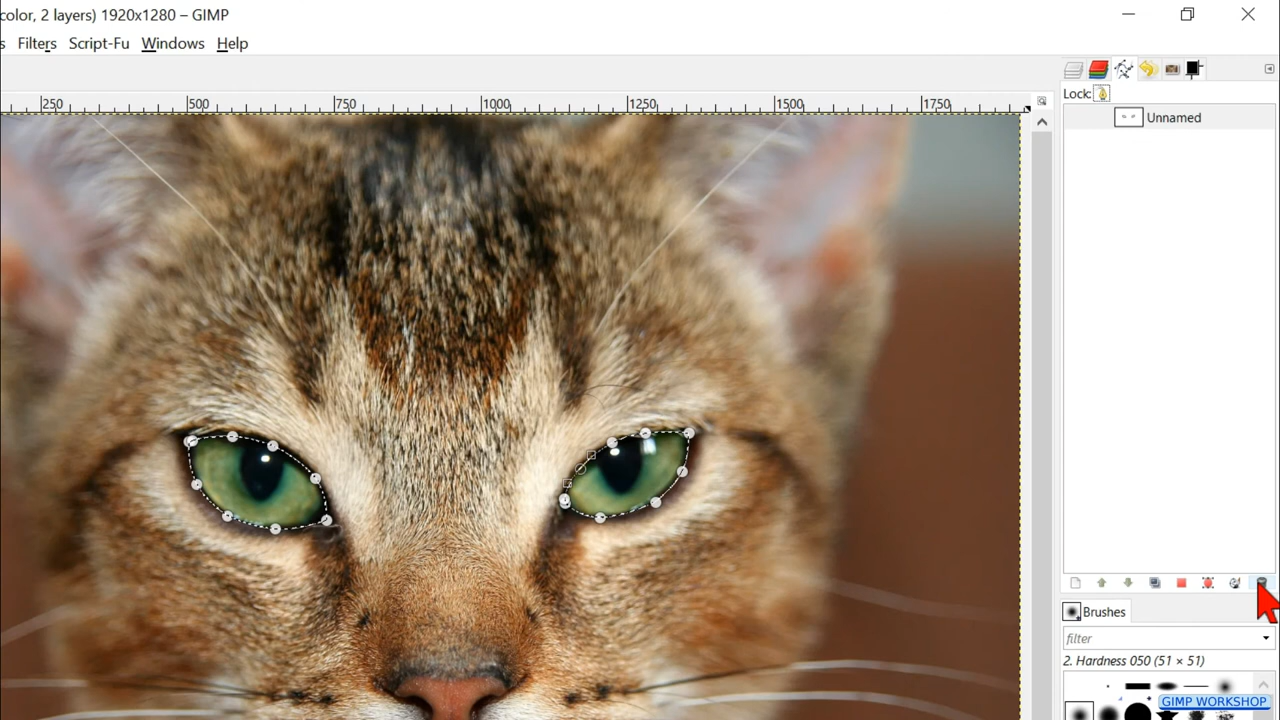 color, 2 layers) 1920x1280 – GIMP
s Filters Script-Fu Windows Help
250 500 750 1000 1250 1500 1750
Lock:
Unnamed
Brushes
filter
2. Hardness 050 (51 × 51)
GIMP WORKSHOP